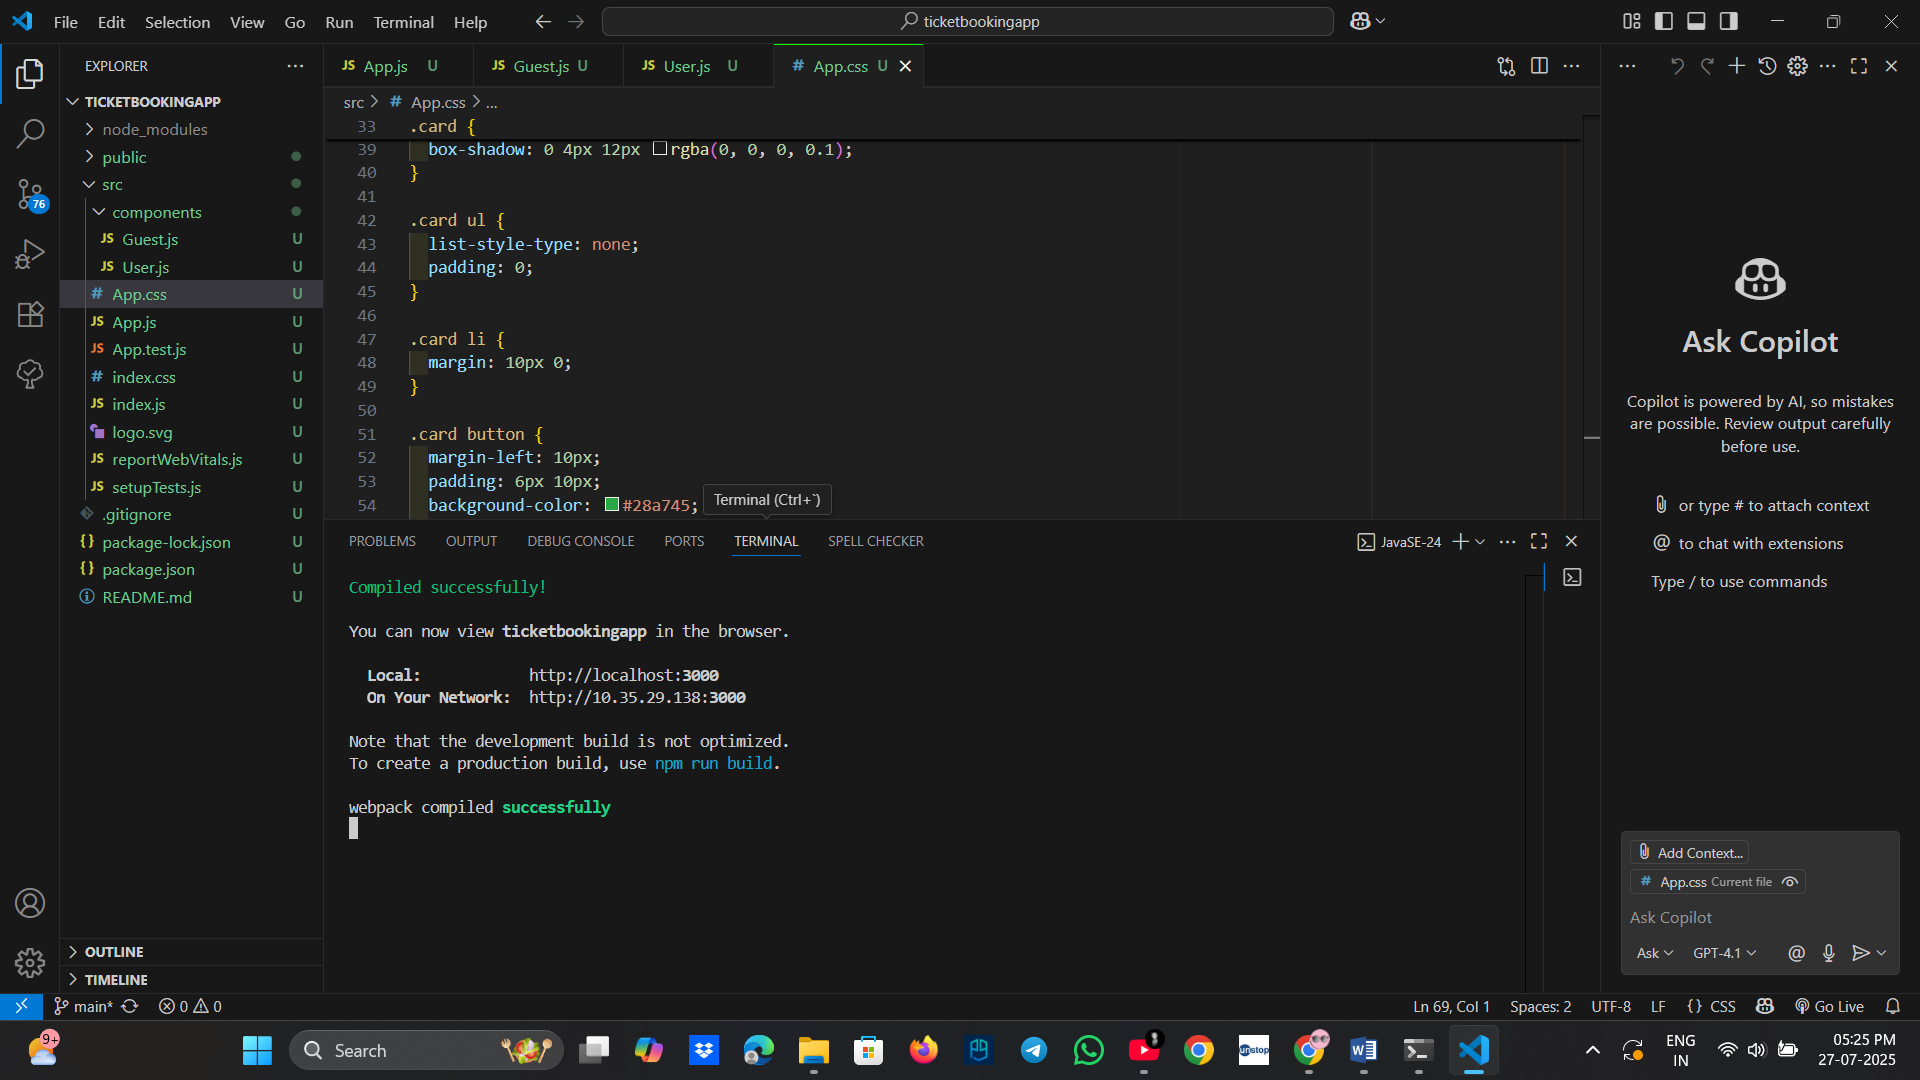 File Edit Selection View Go Run Terminal Help
ticketbookingapp
EXPLORER
TICKETBOOKINGAPP
node_modules
public
src
components
JS Guest.js U
JS User.js U
# App.css U
JS App.js U
JS App.test.js U
# index.css U
JS index.js U
logo.svg U
JS reportWebVitals.js U
JS setupTests.js U
.gitignore U
{} package-lock.json U
{} package.json U
README.md U
OUTLINE
TIMELINE
76
JS App.js U
JS Guest.js U
JS User.js U
# App.css U
src > # App.css > ...
33 .card {
39 box-shadow: 0 4px 12px rgba(0, 0, 0, 0.1);
40 }
41
42 .card ul {
43 list-style-type: none;
44 padding: 0;
45 }
46
47 .card li {
48 margin: 10px 0;
49 }
50
51 .card button {
52 margin-left: 10px;
53 padding: 6px 10px;
54 background-color: #28a745;
Terminal (Ctrl+`)
PROBLEMS OUTPUT DEBUG CONSOLE PORTS TERMINAL SPELL CHECKER
JavaSE-24
Compiled successfully!
You can now view ticketbookingapp in the browser.
Local: http://localhost:3000
On Your Network: http://10.35.29.138:3000
Note that the development build is not optimized.
To create a production build, use npm run build.
webpack compiled successfully
Ask Copilot
Copilot is powered by AI, so mistakes
are possible. Review output carefully
before use.
or type # to attach context
@ to chat with extensions
Type / to use commands
Add Context...
# App.css Current file
Ask Copilot
Ask GPT-4.1 @
main* 0 0
Ln 69, Col 1 Spaces: 2 UTF-8 LF {} CSS Go Live
9+
Search
unstop
ENG
IN
05:25 PM
27-07-2025